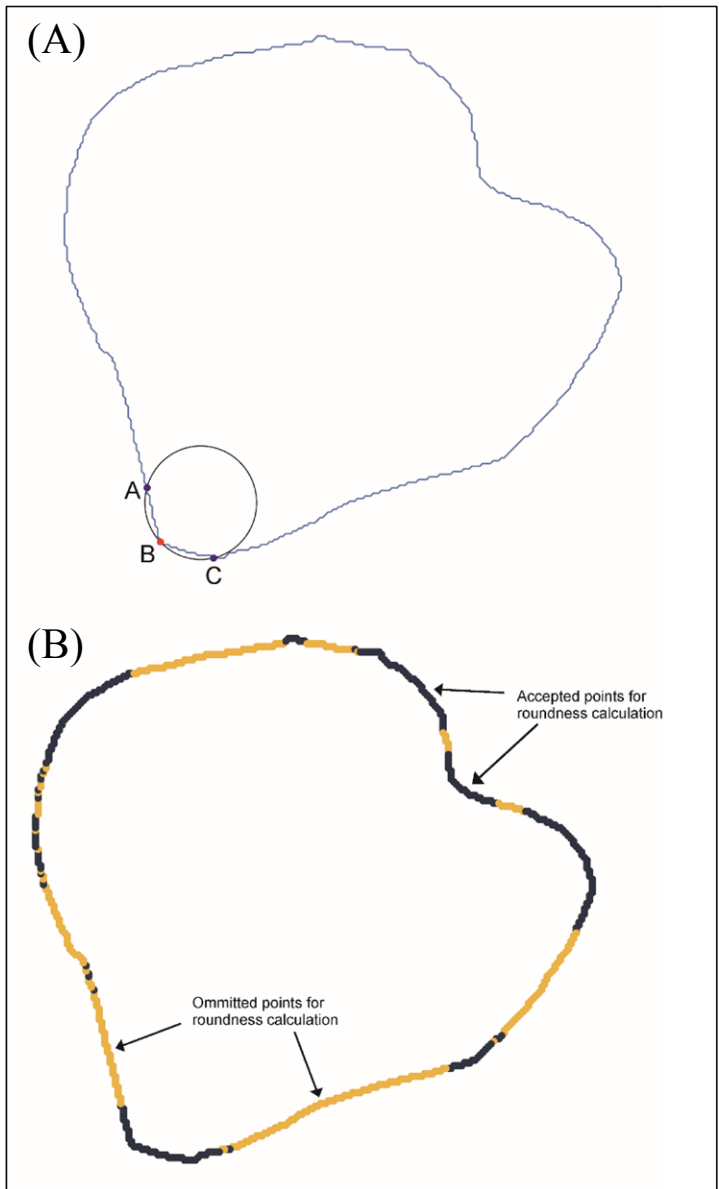 (A)
A
B
C
(B)
Accepted points for
roundness calculation
Ommitted points for
roundness calculation